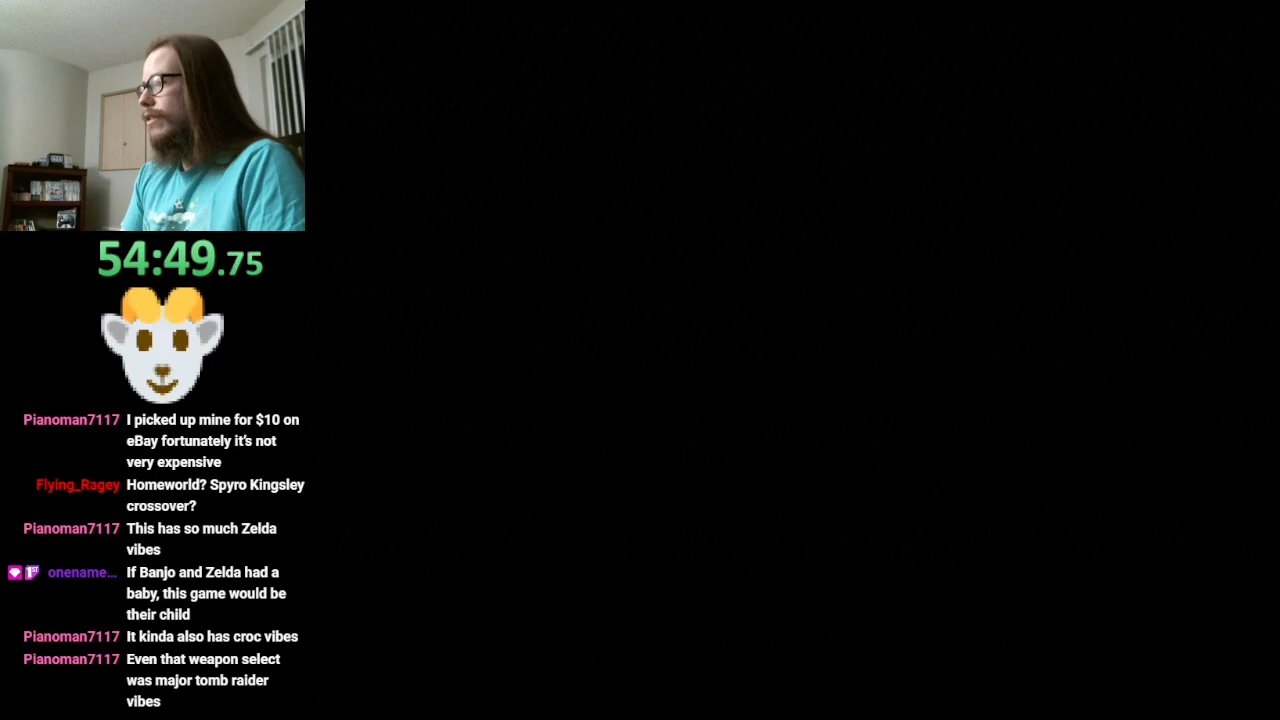 54:49.75
Pianoman7117 I picked up mine for $10 on
eBay fortunately it's not
very expensive
Flying_Ragey Homeworld? Spyro Kingsley
crossover?
Pianoman7117 This has so much Zelda
vibes
1ST onename… If Banjo and Zelda had a
baby, this game would be
their child
Pianoman7117 It kinda also has croc vibes
Pianoman7117 Even that weapon select
was major tomb raider
vibes